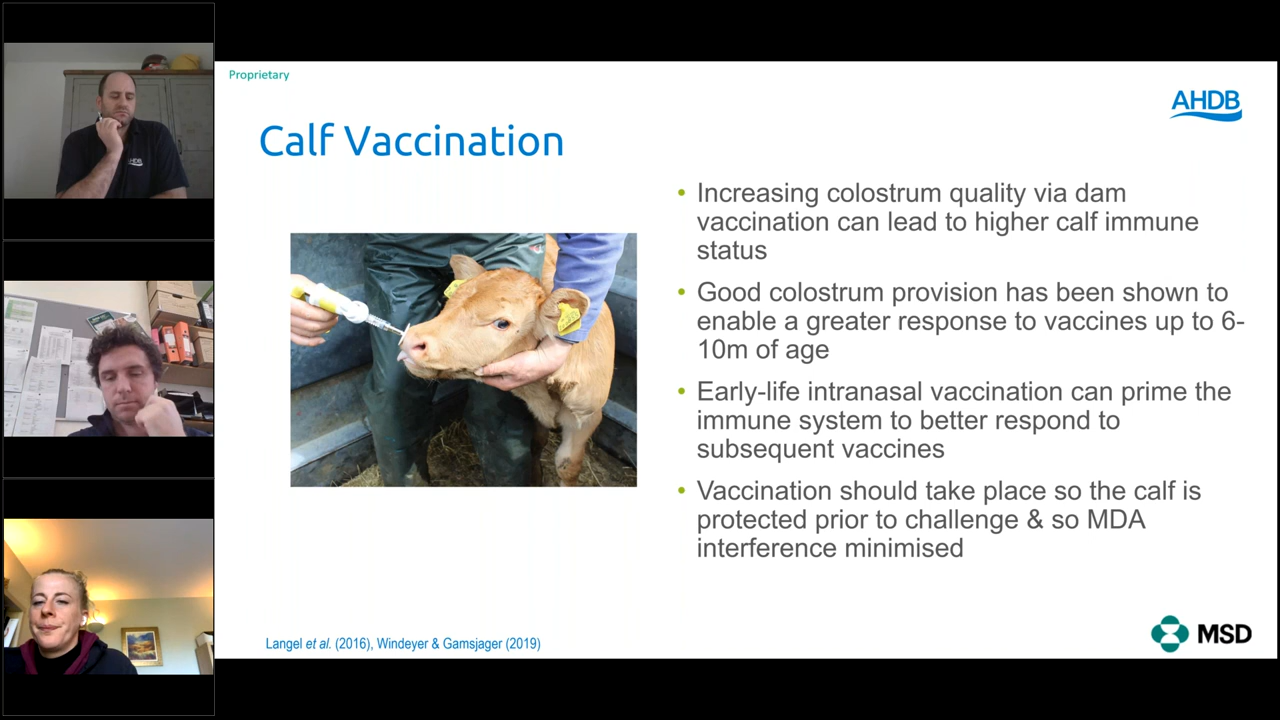 Proprietary
AHDB
Calf Vaccination
• Increasing colostrum quality via dam
vaccination can lead to higher calf immune
status
• Good colostrum provision has been shown to
enable a greater response to vaccines up to 6-
10m of age
• Early-life intranasal vaccination can prime the
immune system to better respond to
subsequent vaccines
• Vaccination should take place so the calf is
protected prior to challenge & so MDA
interference minimised
Langel et al. (2016), Windeyer & Gamsjager (2019)
MSD
AHDB